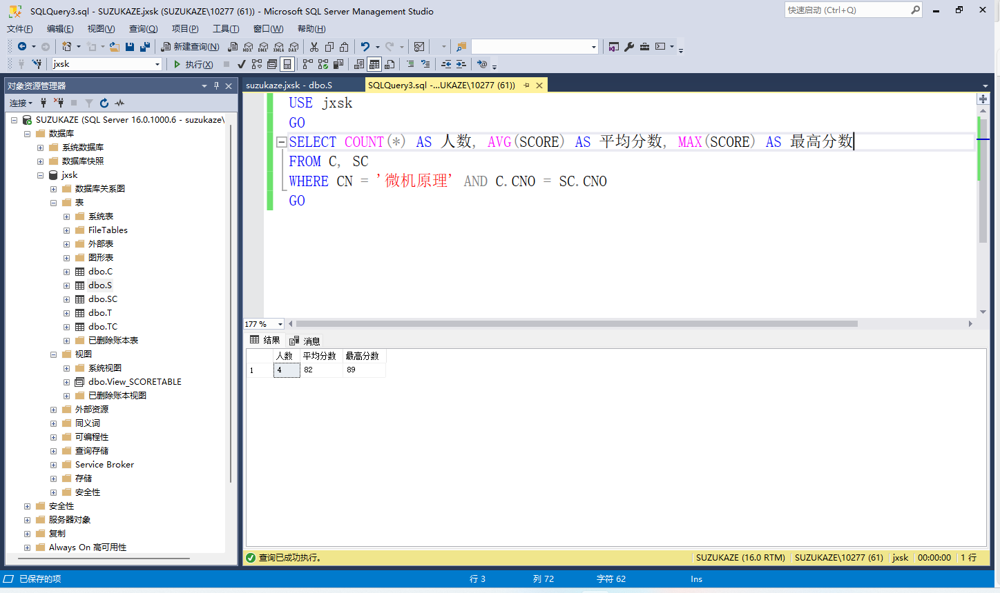 SQLQuery3.sql - SUZUKAZE.jxsk (SUZUKAZE\10277 (61)) - Microsoft SQL Server Management Studio
快速启动 (Ctrl+Q)
文件(F) 编辑(E) 视图(V) 查询(Q) 项目(P) 工具(T) 窗口(W) 帮助(H)
新建查询(N) MDX DMX XMLA DAX
jxsk 执行(X)
对象资源管理器
连接
SUZUKAZE (SQL Server 16.0.1000.6 - suzukaze\
数据库
系统数据库
数据库快照
jxsk
数据库关系图
表
系统表
FileTables
外部表
图形表
dbo.C
dbo.S
dbo.SC
dbo.T
dbo.TC
已删除账本表
视图
系统视图
dbo.View_SCORETABLE
已删除账本视图
外部资源
同义词
可编程性
查询存储
Service Broker
存储
安全性
安全性
服务器对象
复制
Always On 高可用性
suzukaze.jxsk - dbo.S
SQLQuery3.sql -...UKAZE\10277 (61))
USE jxsk
GO
SELECT COUNT(*) AS 人数, AVG(SCORE) AS 平均分数, MAX(SCORE) AS 最高分数
FROM C, SC
WHERE CN = '微机原理' AND C.CNO = SC.CNO
GO
177 %
结果 消息
人数 平均分数 最高分数
1 4 82 89
查询已成功执行。
SUZUKAZE (16.0 RTM) SUZUKAZE\10277 (61) jxsk 00:00:00 1 行
已保存的项 行 3 列 72 字符 62 Ins